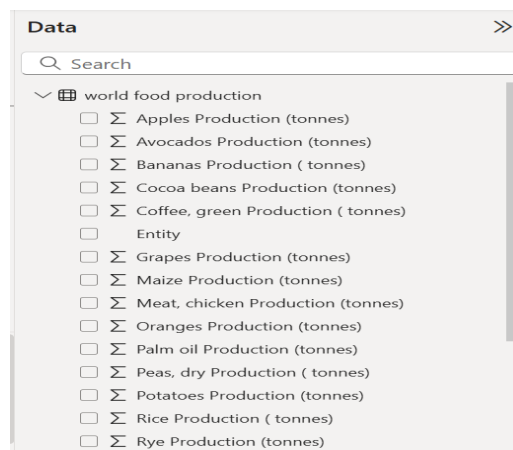 Data
Search
world food production
Apples Production (tonnes)
Avocados Production (tonnes)
Bananas Production ( tonnes)
Cocoa beans Production (tonnes)
Coffee, green Production ( tonnes)
Entity
Grapes Production (tonnes)
Maize Production (tonnes)
Meat, chicken Production (tonnes)
Oranges Production (tonnes)
Palm oil Production (tonnes)
Peas, dry Production ( tonnes)
Potatoes Production (tonnes)
Rice Production ( tonnes)
Rye Production (tonnes)